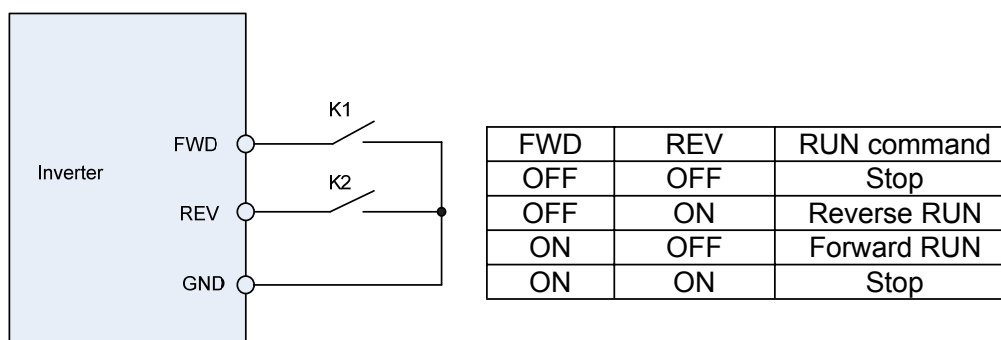 K1
FWD
Inverter
K2
REV
GND
FWD REV RUN command
OFF OFF Stop
OFF ON Reverse RUN
ON OFF Forward RUN
ON ON Stop